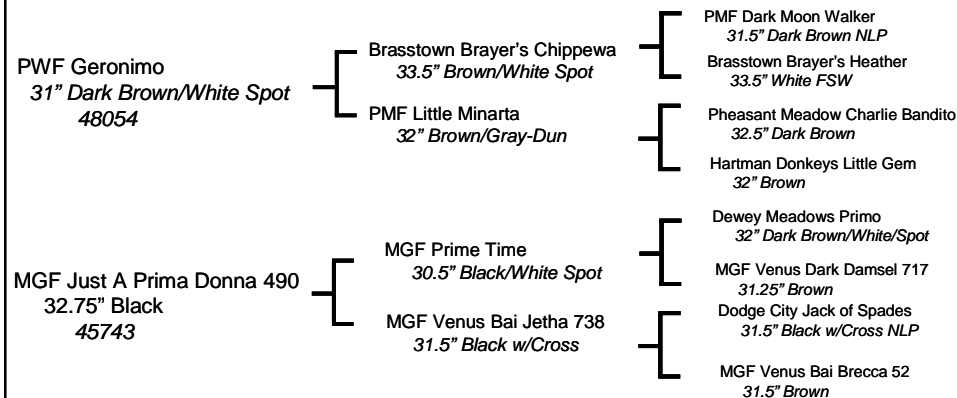 PWF Geronimo
31” Dark Brown/White Spot
48054
Brasstown Brayer’s Chippewa
33.5” Brown/White Spot
PMF Little Minarta
32” Brown/Gray-Dun
PMF Dark Moon Walker
31.5” Dark Brown NLP
Brasstown Brayer’s Heather
33.5” White FSW
Pheasant Meadow Charlie Bandito
32.5” Dark Brown
Hartman Donkeys Little Gem
32” Brown
MGF Just A Prima Donna 490
32.75” Black
45743
MGF Prime Time
30.5” Black/White Spot
MGF Venus Bai Jetha 738
31.5” Black w/Cross
Dewey Meadows Primo
32” Dark Brown/White/Spot
MGF Venus Dark Damsel 717
31.25” Brown
Dodge City Jack of Spades
31.5” Black w/Cross NLP
MGF Venus Bai Brecca 52
31.5” Brown